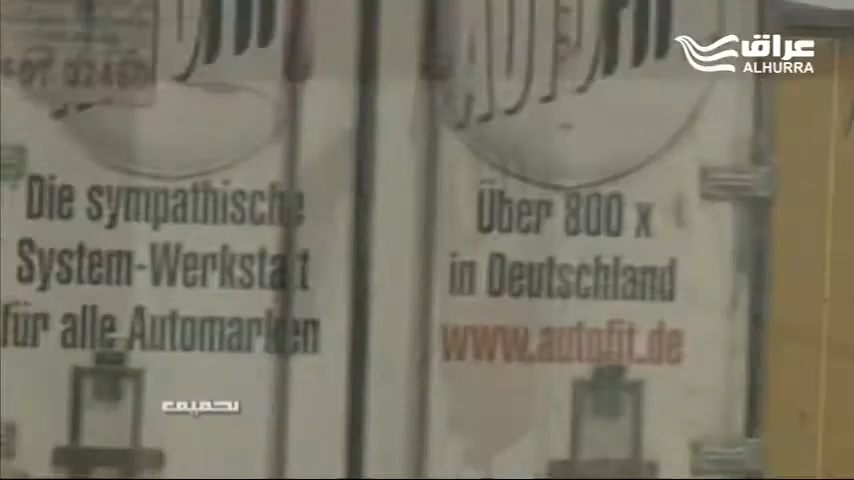 عراق
ALHURRA
Die sympathische
System-Werkstatt
für alle Automarken
Über 800 x
in Deutschland
www.autofit.de